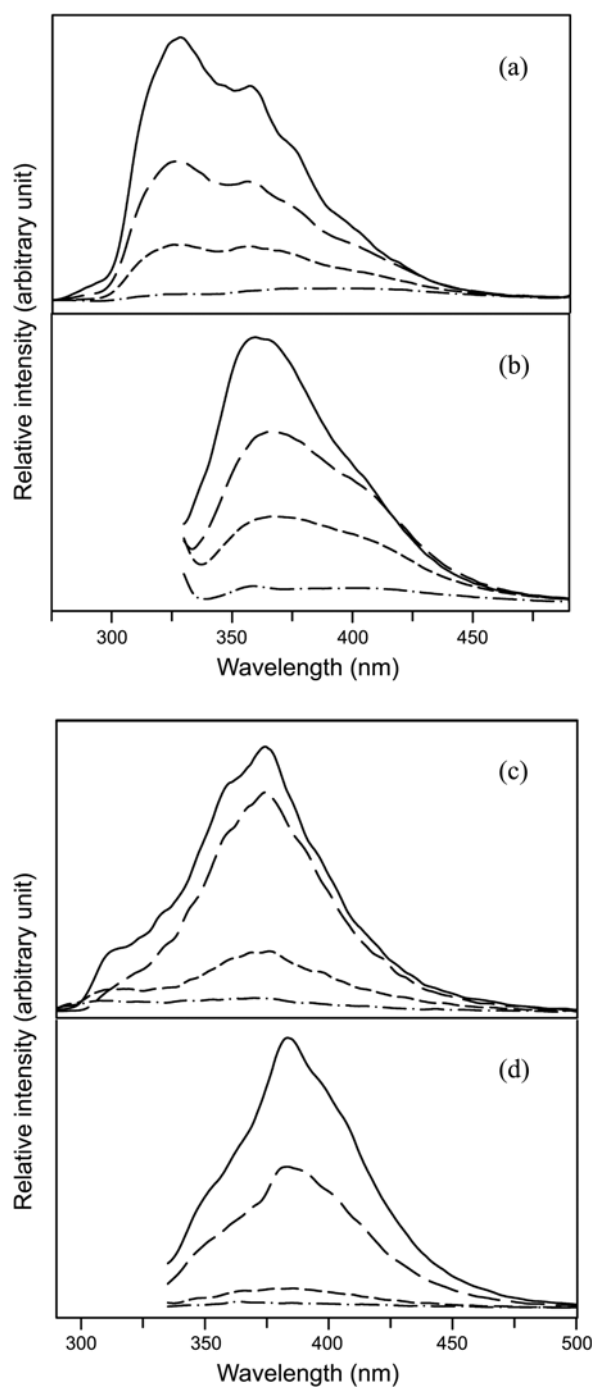 (a)
Relative intensity (arbitrary unit)
(b)
300 350 400 450
Wavelength (nm)
(c)
Relative intensity (arbitrary unit)
(d)
300 350 400 450 500
Wavelength (nm)